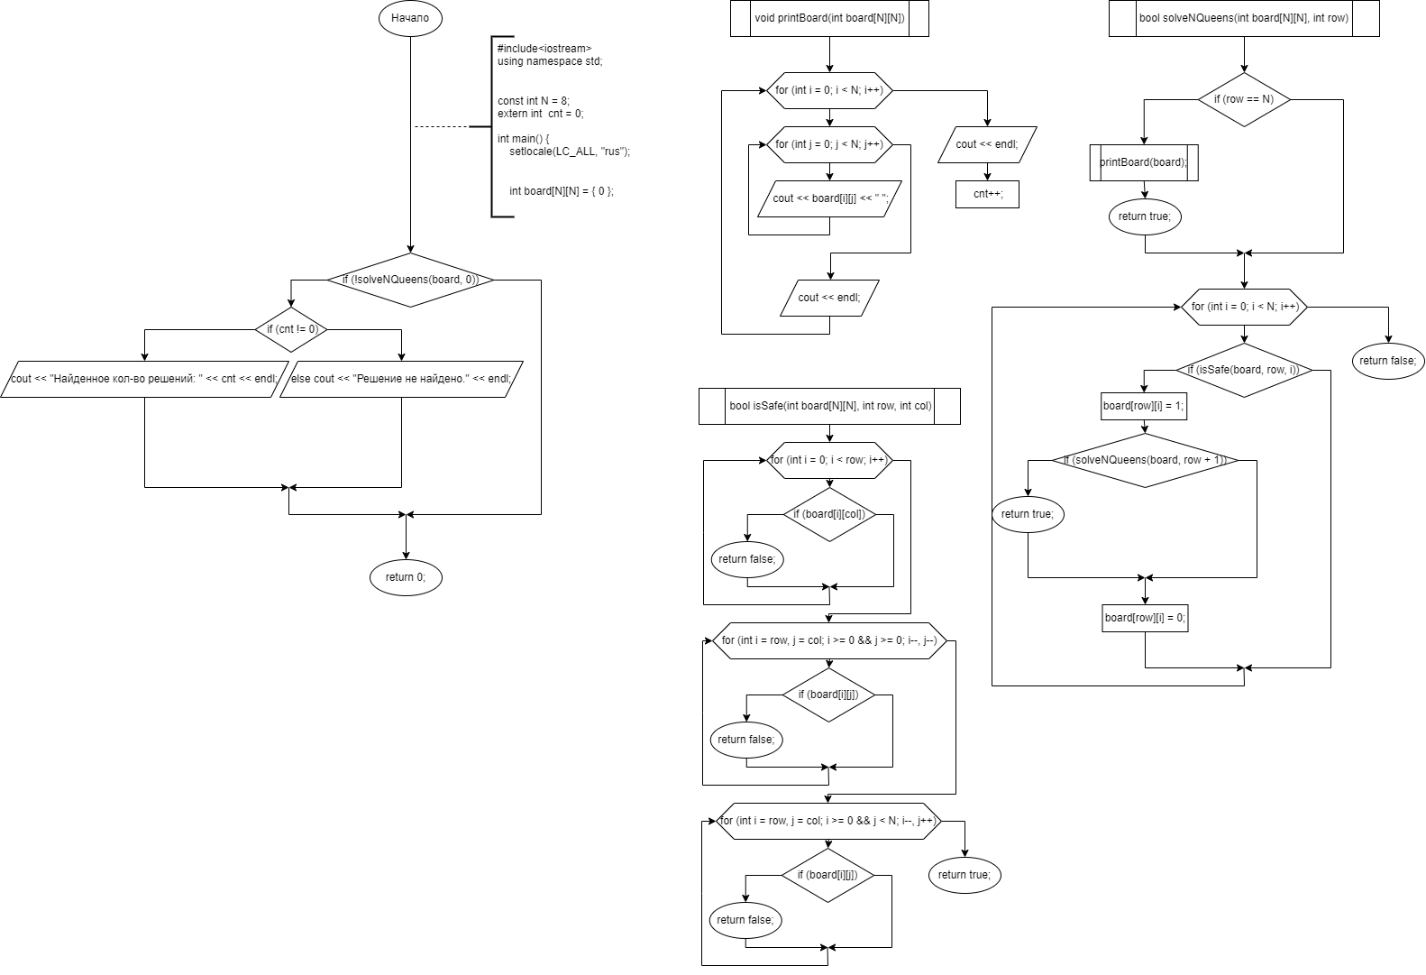 Начало
#include<iostream>
using namespace std;
const int N = 8;
extern int  cnt = 0;
int main() {
setlocale(LC_ALL, "rus");
int board[N][N] = { 0 };
if (!solveNQueens(board, 0))
if (cnt != 0)
cout << "Найденное кол-во решений: " << cnt << endl;
else cout << "Решение не найдено." << endl;
return 0;
void printBoard(int board[N][N])
for (int i = 0; i < N; i++)
for (int j = 0; j < N; j++)
cout << board[i][j] << " ";
cout << endl;
cout << endl;
cnt++;
bool isSafe(int board[N][N], int row, int col)
for (int i = 0; i < row; i++)
if (board[i][col])
return false;
for (int i = row, j = col; i >= 0 && j >= 0; i--, j--)
if (board[i][j])
return false;
for (int i = row, j = col; i >= 0 && j < N; i--, j++)
if (board[i][j])
return false;
return true;
bool solveNQueens(int board[N][N], int row)
if (row == N)
printBoard(board);
return true;
for (int i = 0; i < N; i++)
return false;
if (isSafe(board, row, i))
board[row][i] = 1;
if (solveNQueens(board, row + 1))
return true;
board[row][i] = 0;